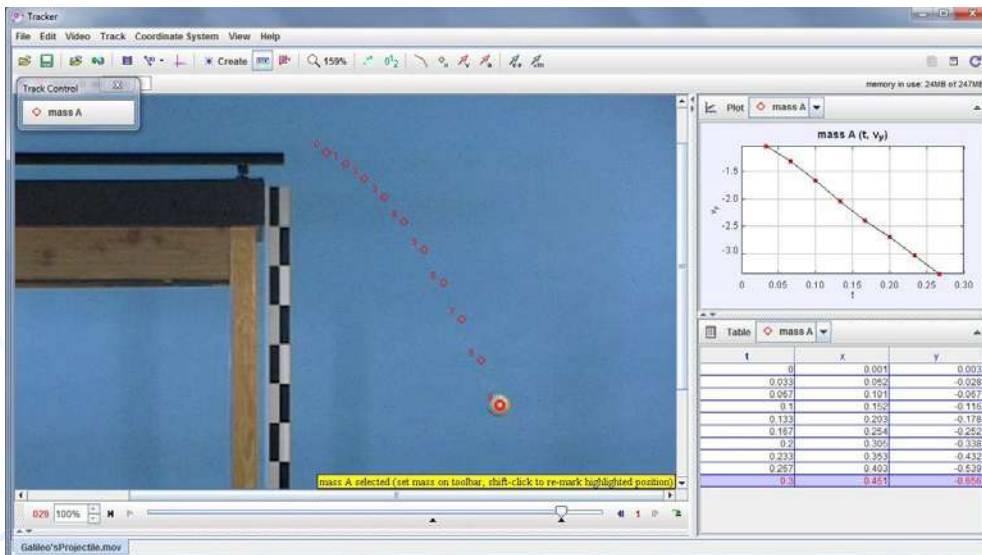 Tracker
File Edit Video Track Coordinate System View Help
Create 159%
memory in use: 24MB of 247MB
Track Control
mass A
Plot mass A
mass A (t, vy)
-1.5
-2.0
-2.5
-3.0
vy
0 0.05 0.10 0.15 0.20 0.25 0.30
t
Table mass A
t x y
0 0.001 0.003
0.033 0.052 -0.028
0.067 0.101 -0.067
0.1 0.152 -0.116
0.133 0.203 -0.178
0.167 0.254 -0.252
0.2 0.305 -0.338
0.233 0.353 -0.432
0.267 0.403 -0.539
0.3 0.451 -0.656
mass A selected (set mass on toolbar, shift-click to re-mark highlighted position)
029 100% 1
Galileo'sProjectile.mov